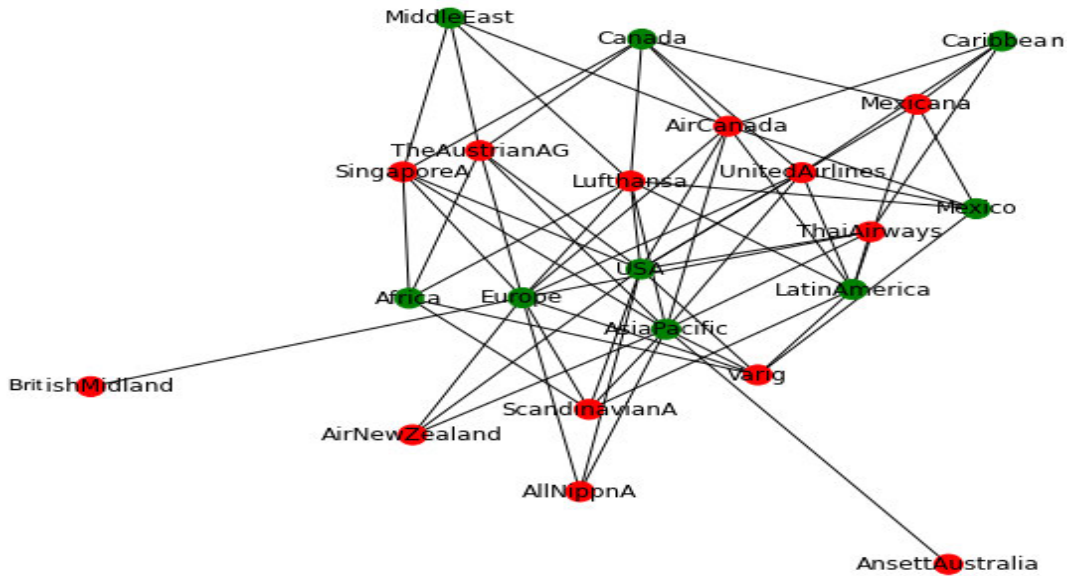 MiddleEast
Canada
Caribbean
Mexicana
AirCanada
TheAustrianAG
SingaporeA
Lufthansa
UnitedAirlines
Mexico
ThaiAirways
USA
Africa
Europe
LatinAmerica
AsiaPacific
BritishMidland
Varig
ScandinavianA
AirNewZealand
AllNippnA
AnsettAustralia